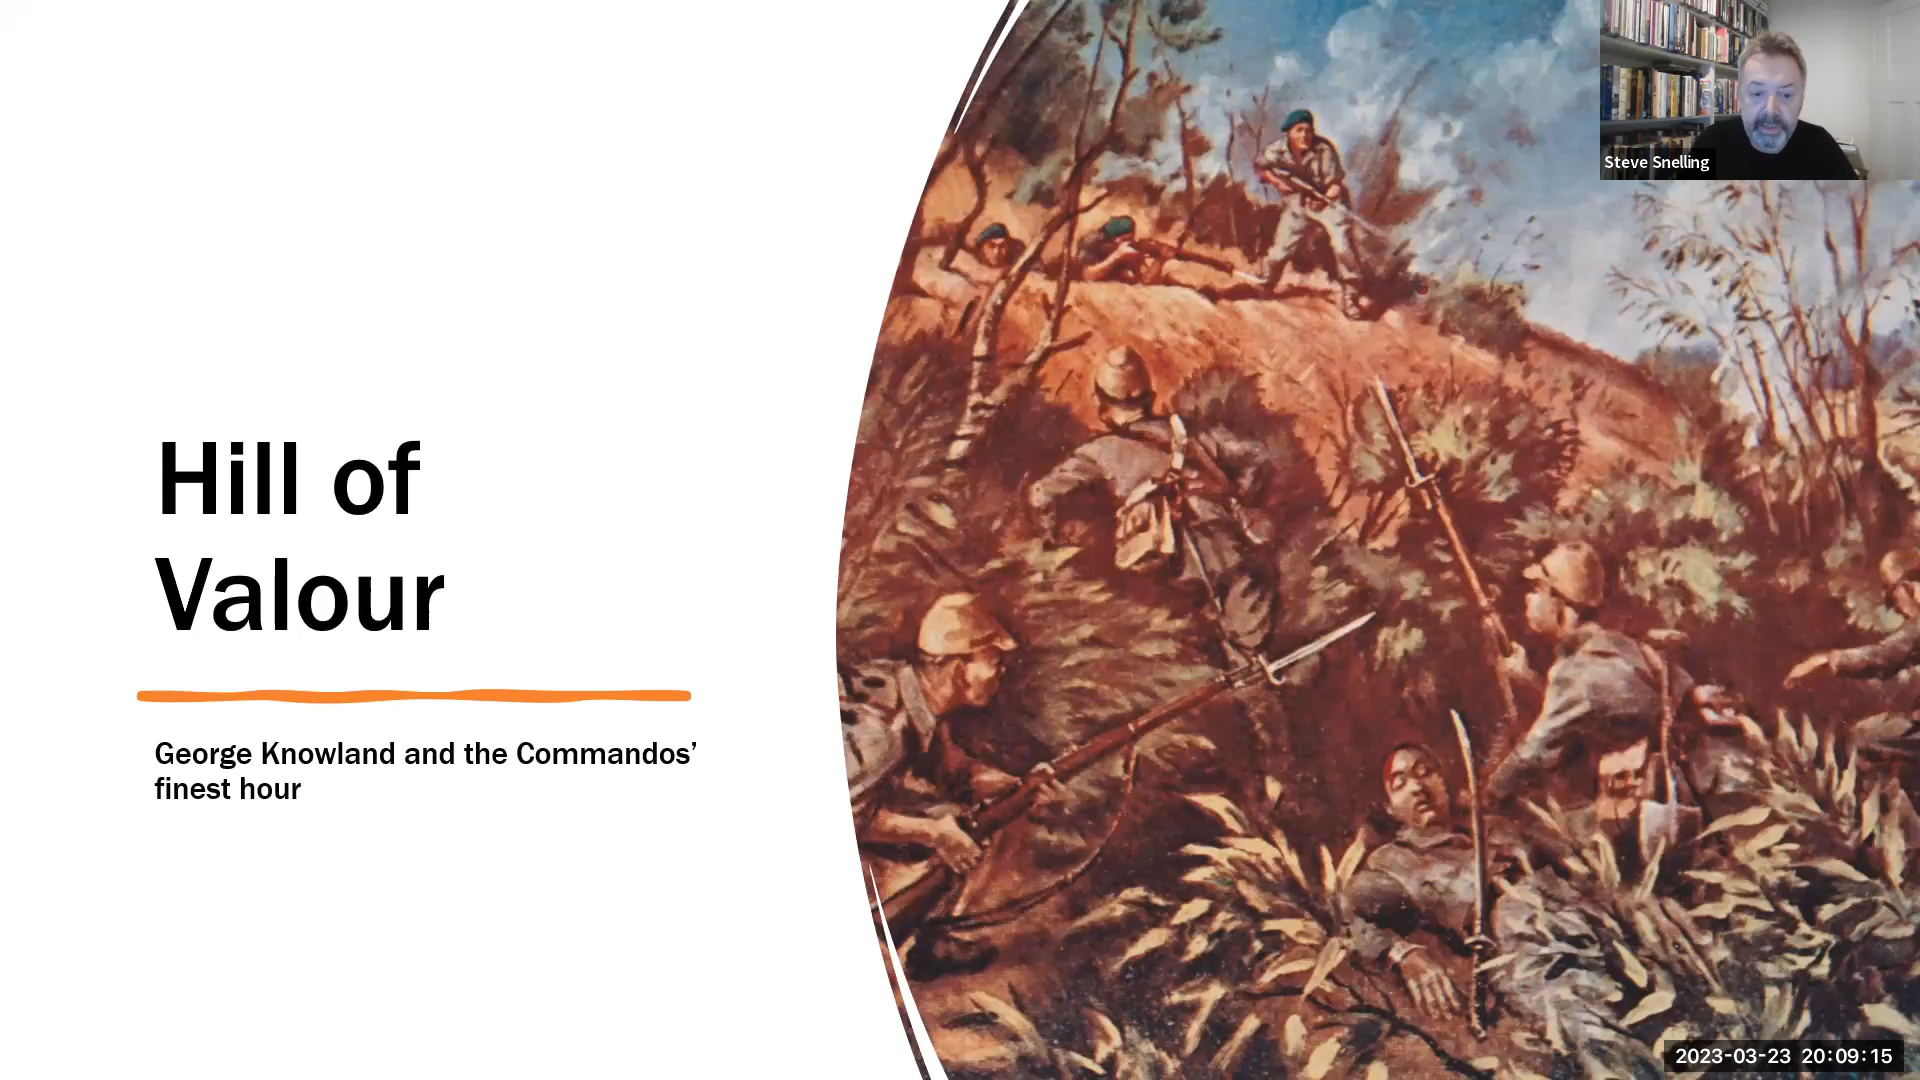 Steve Snelling
Hill of
Valour
George Knowland and the Commandos’
finest hour
2023-03-23 20:09:15